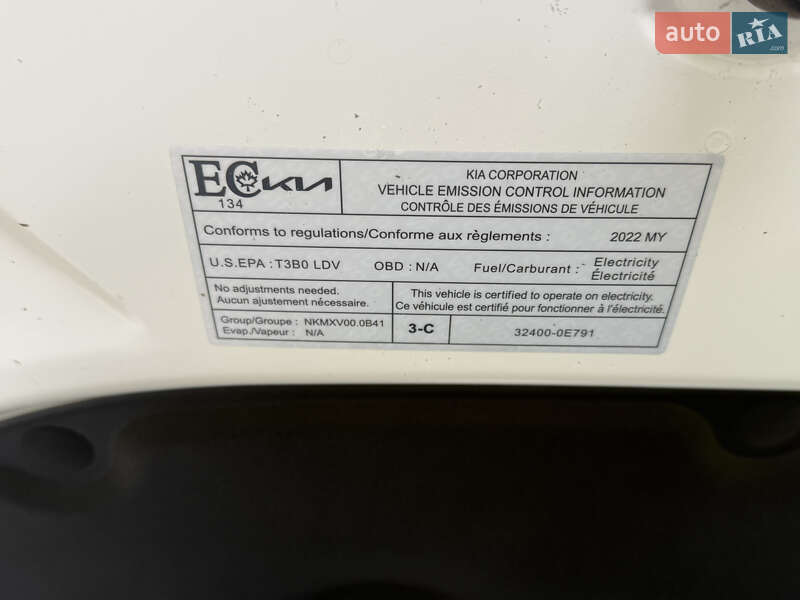 auto RIA.com
EC KIA
134
KIA CORPORATION
VEHICLE EMISSION CONTROL INFORMATION
CONTRÔLE DES ÉMISSIONS DE VÉHICULE
Conforms to regulations/Conforme aux règlements : 2022 MY
U.S.EPA : T3B0 LDV OBD : N/A Fuel/Carburant : Electricity
Électricité
No adjustments needed.
Aucun ajustement nécessaire.
This vehicle is certified to operate on electricity.
Ce véhicule est certifié pour fonctionner à l'électricité.
Group/Groupe : NKMXV00.0B41
Evap./Vapeur : N/A
3-C
32400-0E791